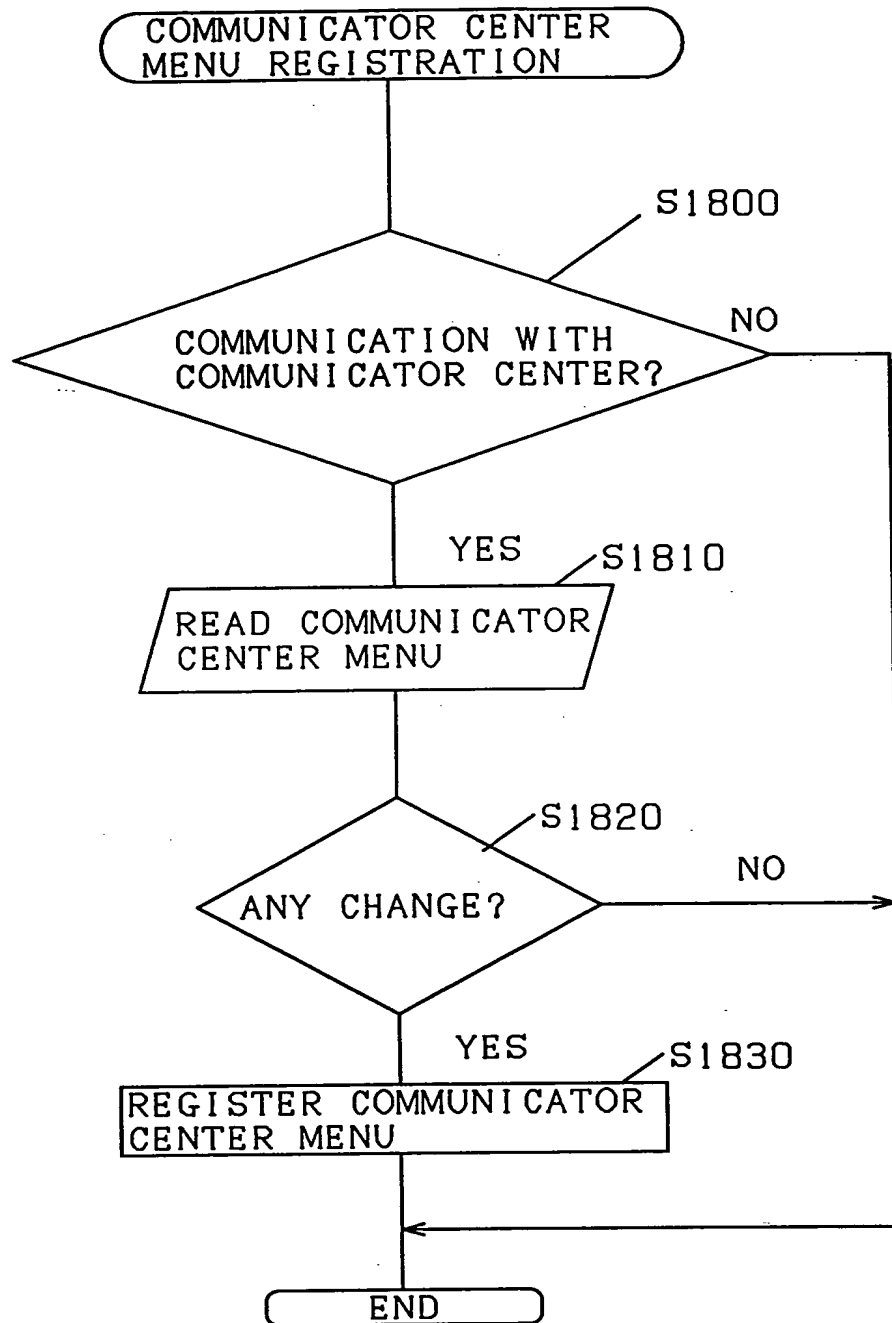 COMMUNICATOR CENTER
MENU REGISTRATION
S1800
NO
COMMUNICATION WITH
COMMUNICATOR CENTER?
YES
S1810
READ COMMUNICATOR
CENTER MENU
S1820
NO
ANY CHANGE?
YES
S1830
REGISTER COMMUNICATOR
CENTER MENU
END